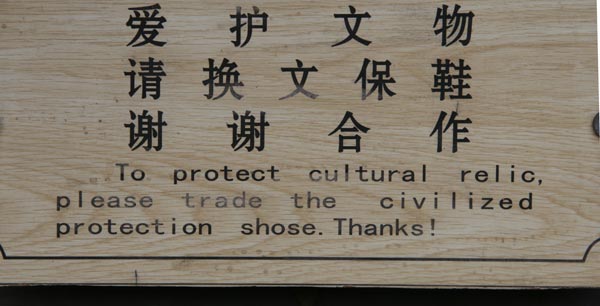 爱护文物
请换文保鞋
谢谢合作
To protect cultural relic,
please trade the civilized
protection shose.Thanks!